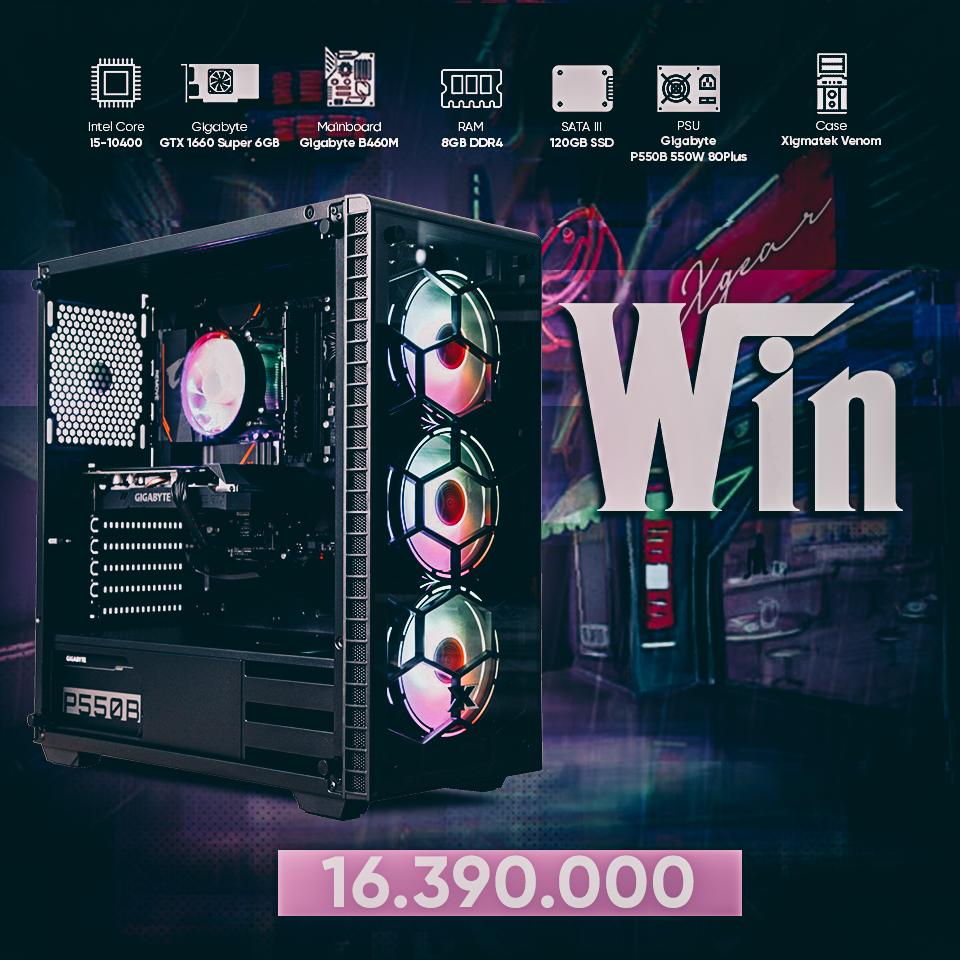 Intel Core
i5-10400
Gigabyte
GTX 1660 Super 6GB
Mainboard
Gigabyte B460M
RAM
8GB DDR4
SATA III
120GB SSD
PSU
Gigabyte
P550B 550W 80Plus
Case
Xigmatek Venom
Xgear
Win
GIGABYTE
GIGABYTE
P550B
16.390.000